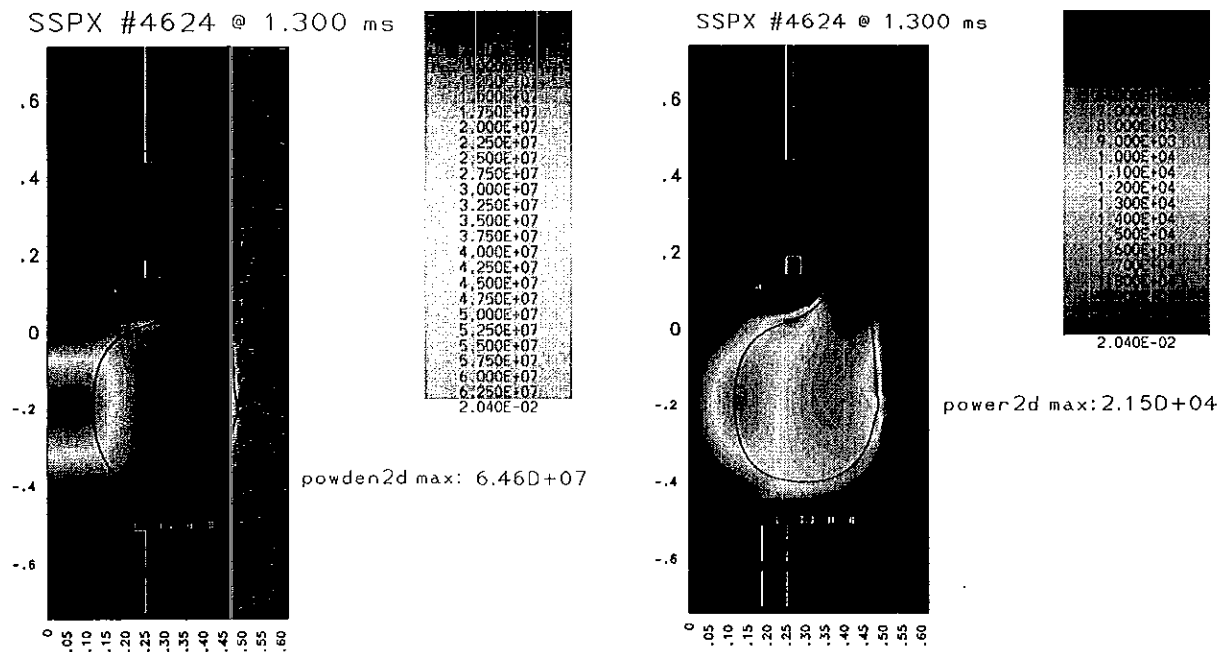 SSPX #4624 @ 1.300 ms
.6
.4
.2
0
-.2
-.4
-.6
0 .05 .10 .15 .20 .25 .30 .35 .40 .45 .50 .55 .60
1.750E+07
2.000E+07
2.250E+07
2.500E+07
2.750E+07
3.000E+07
3.250E+07
3.500E+07
3.750E+07
4.000E+07
4.250E+07
4.500E+07
4.750E+07
5.000E+07
5.250E+07
5.500E+07
5.750E+07
6.000E+07
6.250E+07
2.040E-02
powden2d max: 6.46D+07
SSPX #4624 @ 1.300 ms
.6
.4
.2
0
-.2
-.4
-.6
0 .05 .10 .15 .20 .25 .30 .35 .40 .45 .50 .55 .60
8.000E+03
9.000E+03
1.000E+04
1.100E+04
1.200E+04
1.300E+04
1.400E+04
1.500E+04
1.600E+04
2.040E-02
power2d max:2.15D+04